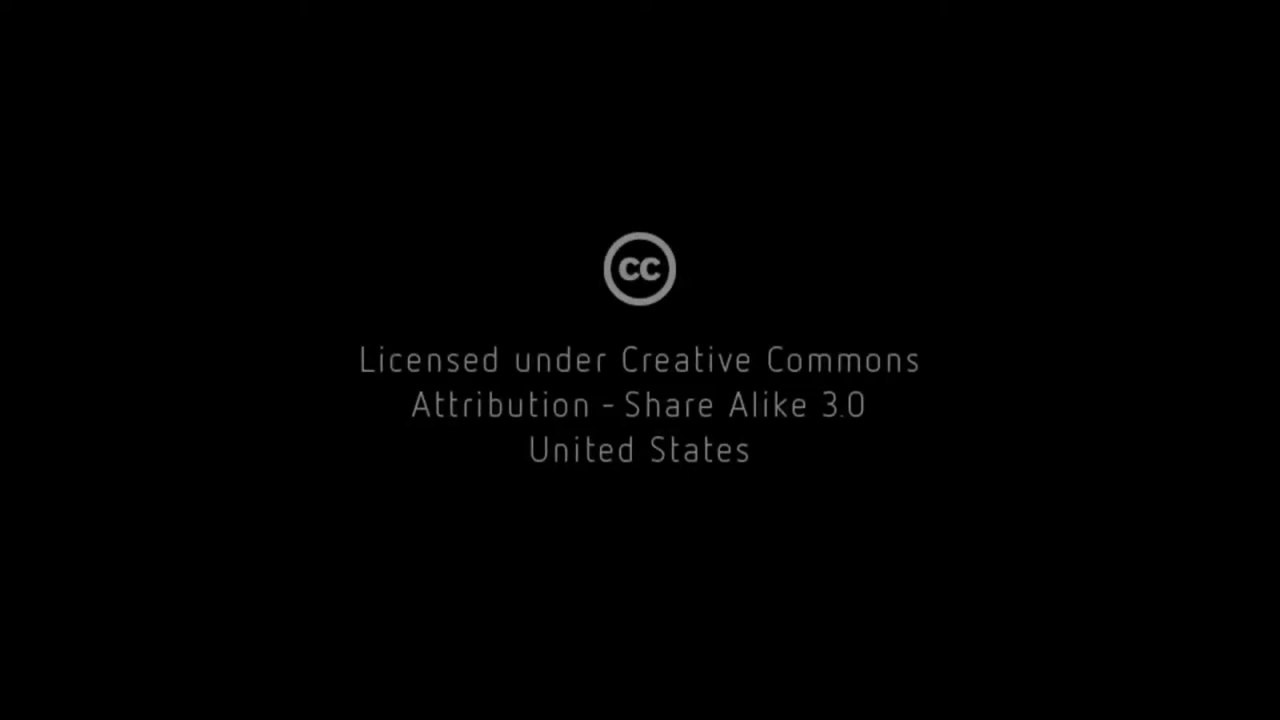 cc
Licensed under Creative Commons
Attribution - Share Alike 3.0
United States